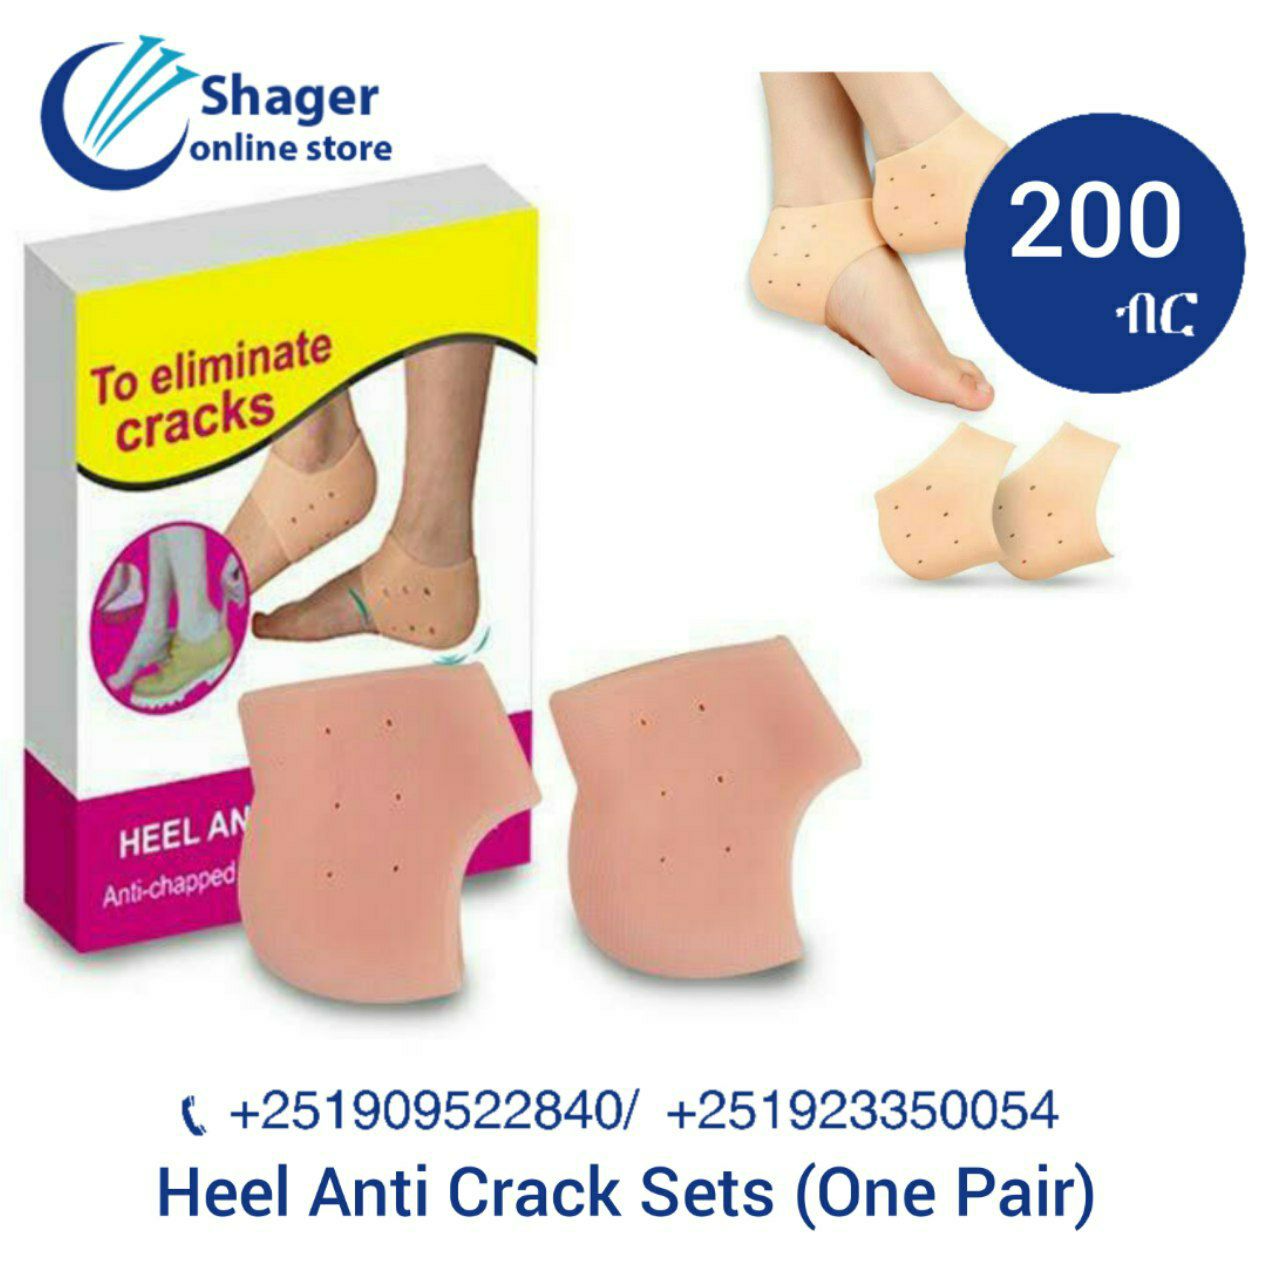 Shager
online store
200
ብር
To eliminate
cracks
HEEL AN
Anti-chapped
+251909522840/ +251923350054
Heel Anti Crack Sets (One Pair)